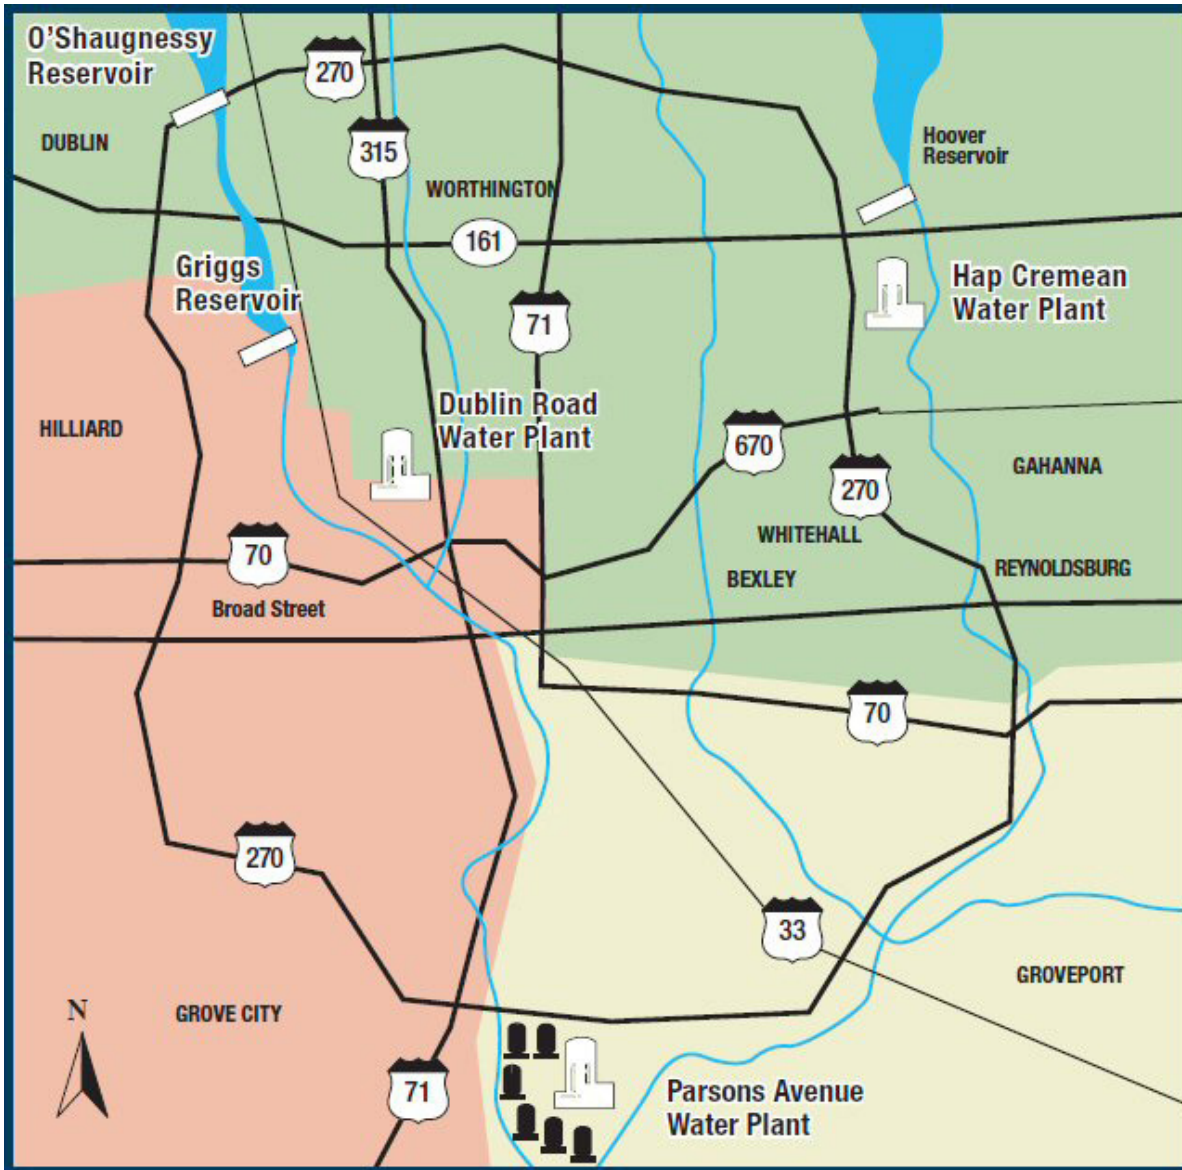 O'Shaugnessy
Reservoir
270
DUBLIN
315
Hoover
Reservoir
WORTHINGTON
161
Griggs
Reservoir
Hap Cremean
Water Plant
71
Dublin Road
Water Plant
HILLIARD
670
GAHANNA
270
WHITEHALL
70
REYNOLDSBURG
BEXLEY
Broad Street
70
270
33
GROVEPORT
N
GROVE CITY
71
Parsons Avenue
Water Plant